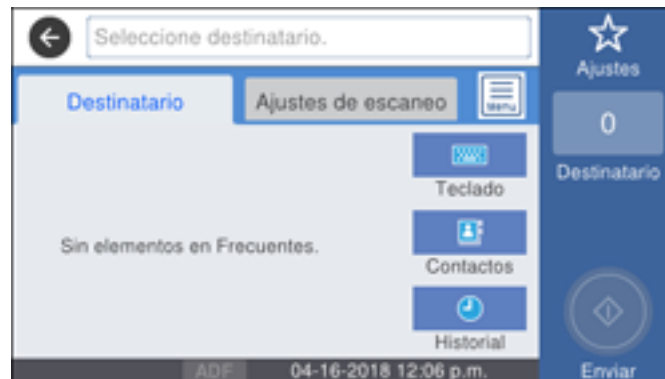 Seleccione destinatario.
Ajustes
Destinatario
Ajustes de escaneo
Menu
0
Destinatario
Teclado
Sin elementos en Frecuentes.
Contactos
Historial
ADF
04-16-2018 12:06 p.m.
Enviar